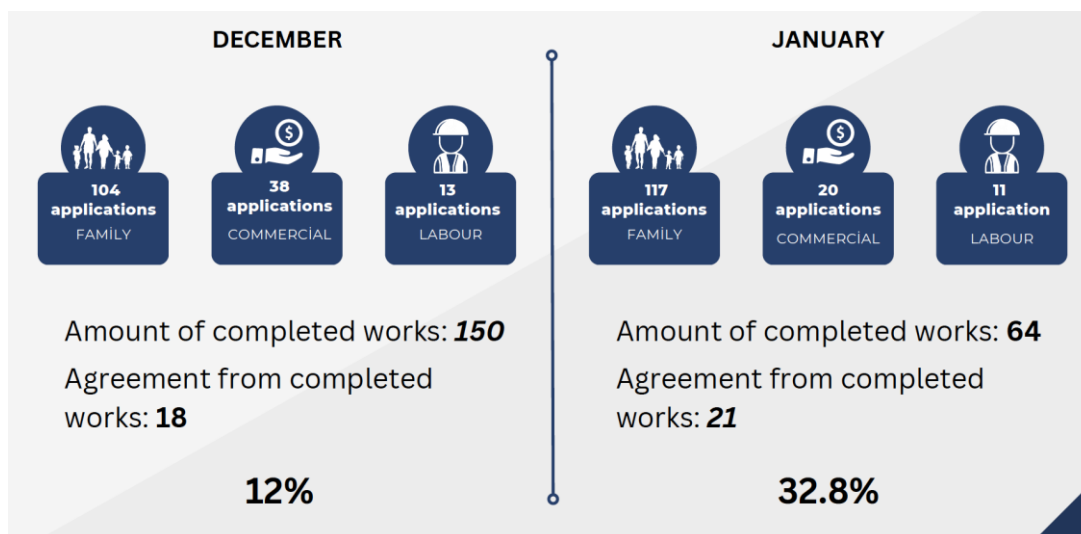 DECEMBER
104
applications
FAMİLY
38
applications
COMMERCİAL
13
applications
LABOUR
Amount of completed works: 150
Agreement from completed
works: 18
12%
JANUARY
117
applications
FAMİLY
20
applications
COMMERCİAL
11
application
LABOUR
Amount of completed works: 64
Agreement from completed
works: 21
32.8%